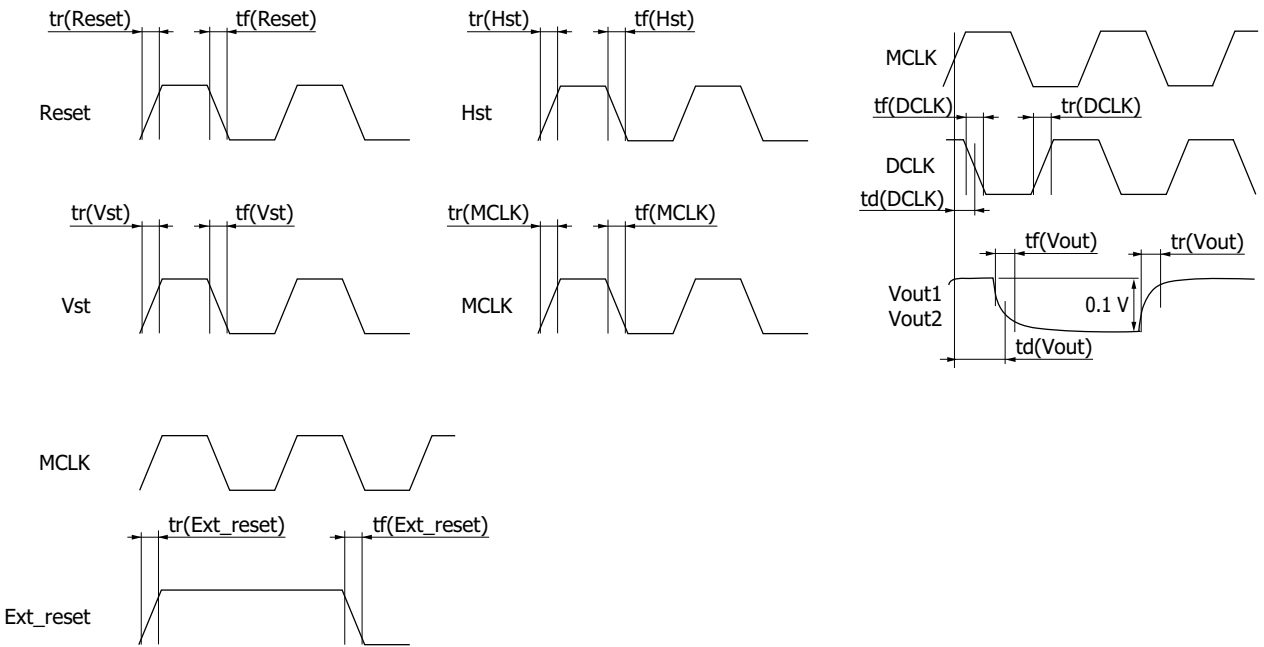 tr(Reset) tf(Reset)
Reset
tr(Hst) tf(Hst)
Hst
MCLK
tf(DCLK) tr(DCLK)
DCLK
td(DCLK)
tf(Vout) tr(Vout)
Vout1
Vout2
0.1 V
td(Vout)
tr(Vst) tf(Vst)
Vst
tr(MCLK) tf(MCLK)
MCLK
MCLK
tr(Ext_reset) tf(Ext_reset)
Ext_reset